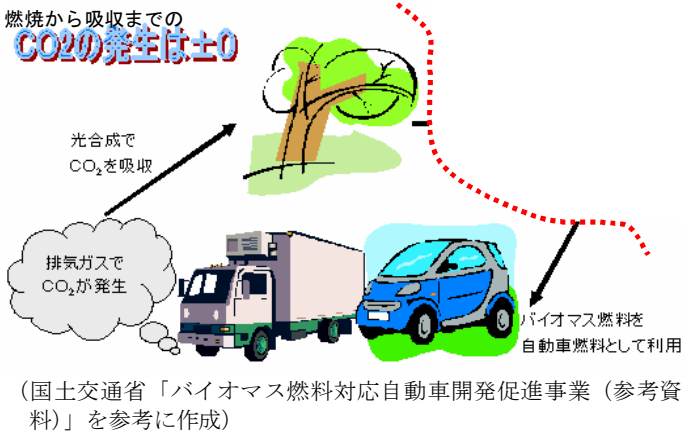 燃焼から吸収までの
CO2の発生は±0
光合成で
CO₂を吸収
排気ガスで
CO₂が発生
バイオマス燃料を
自動車燃料として利用
（国土交通省「バイオマス燃料対応自動車開発促進事業（参考資
料）」を参考に作成）